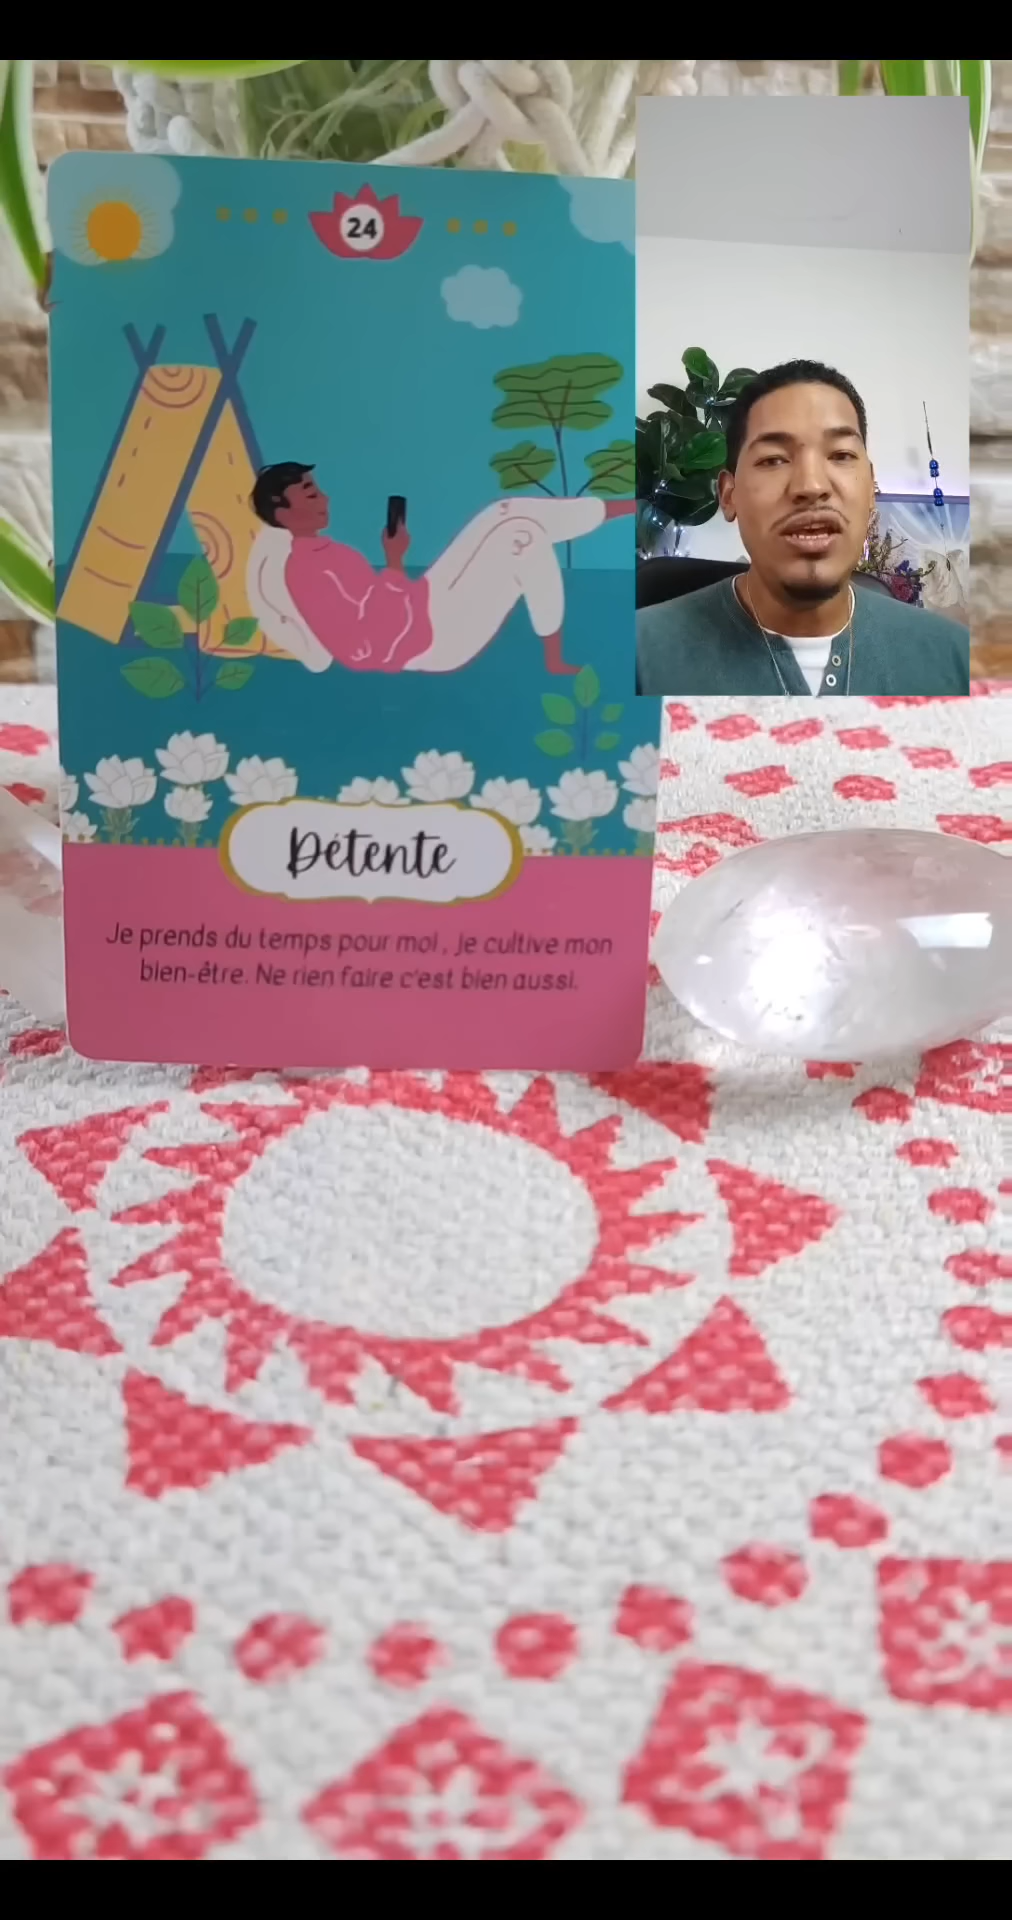 24
Détente
Je prends du temps pour moi, je cultive mon
bien-être. Ne rien faire c'est bien aussi.